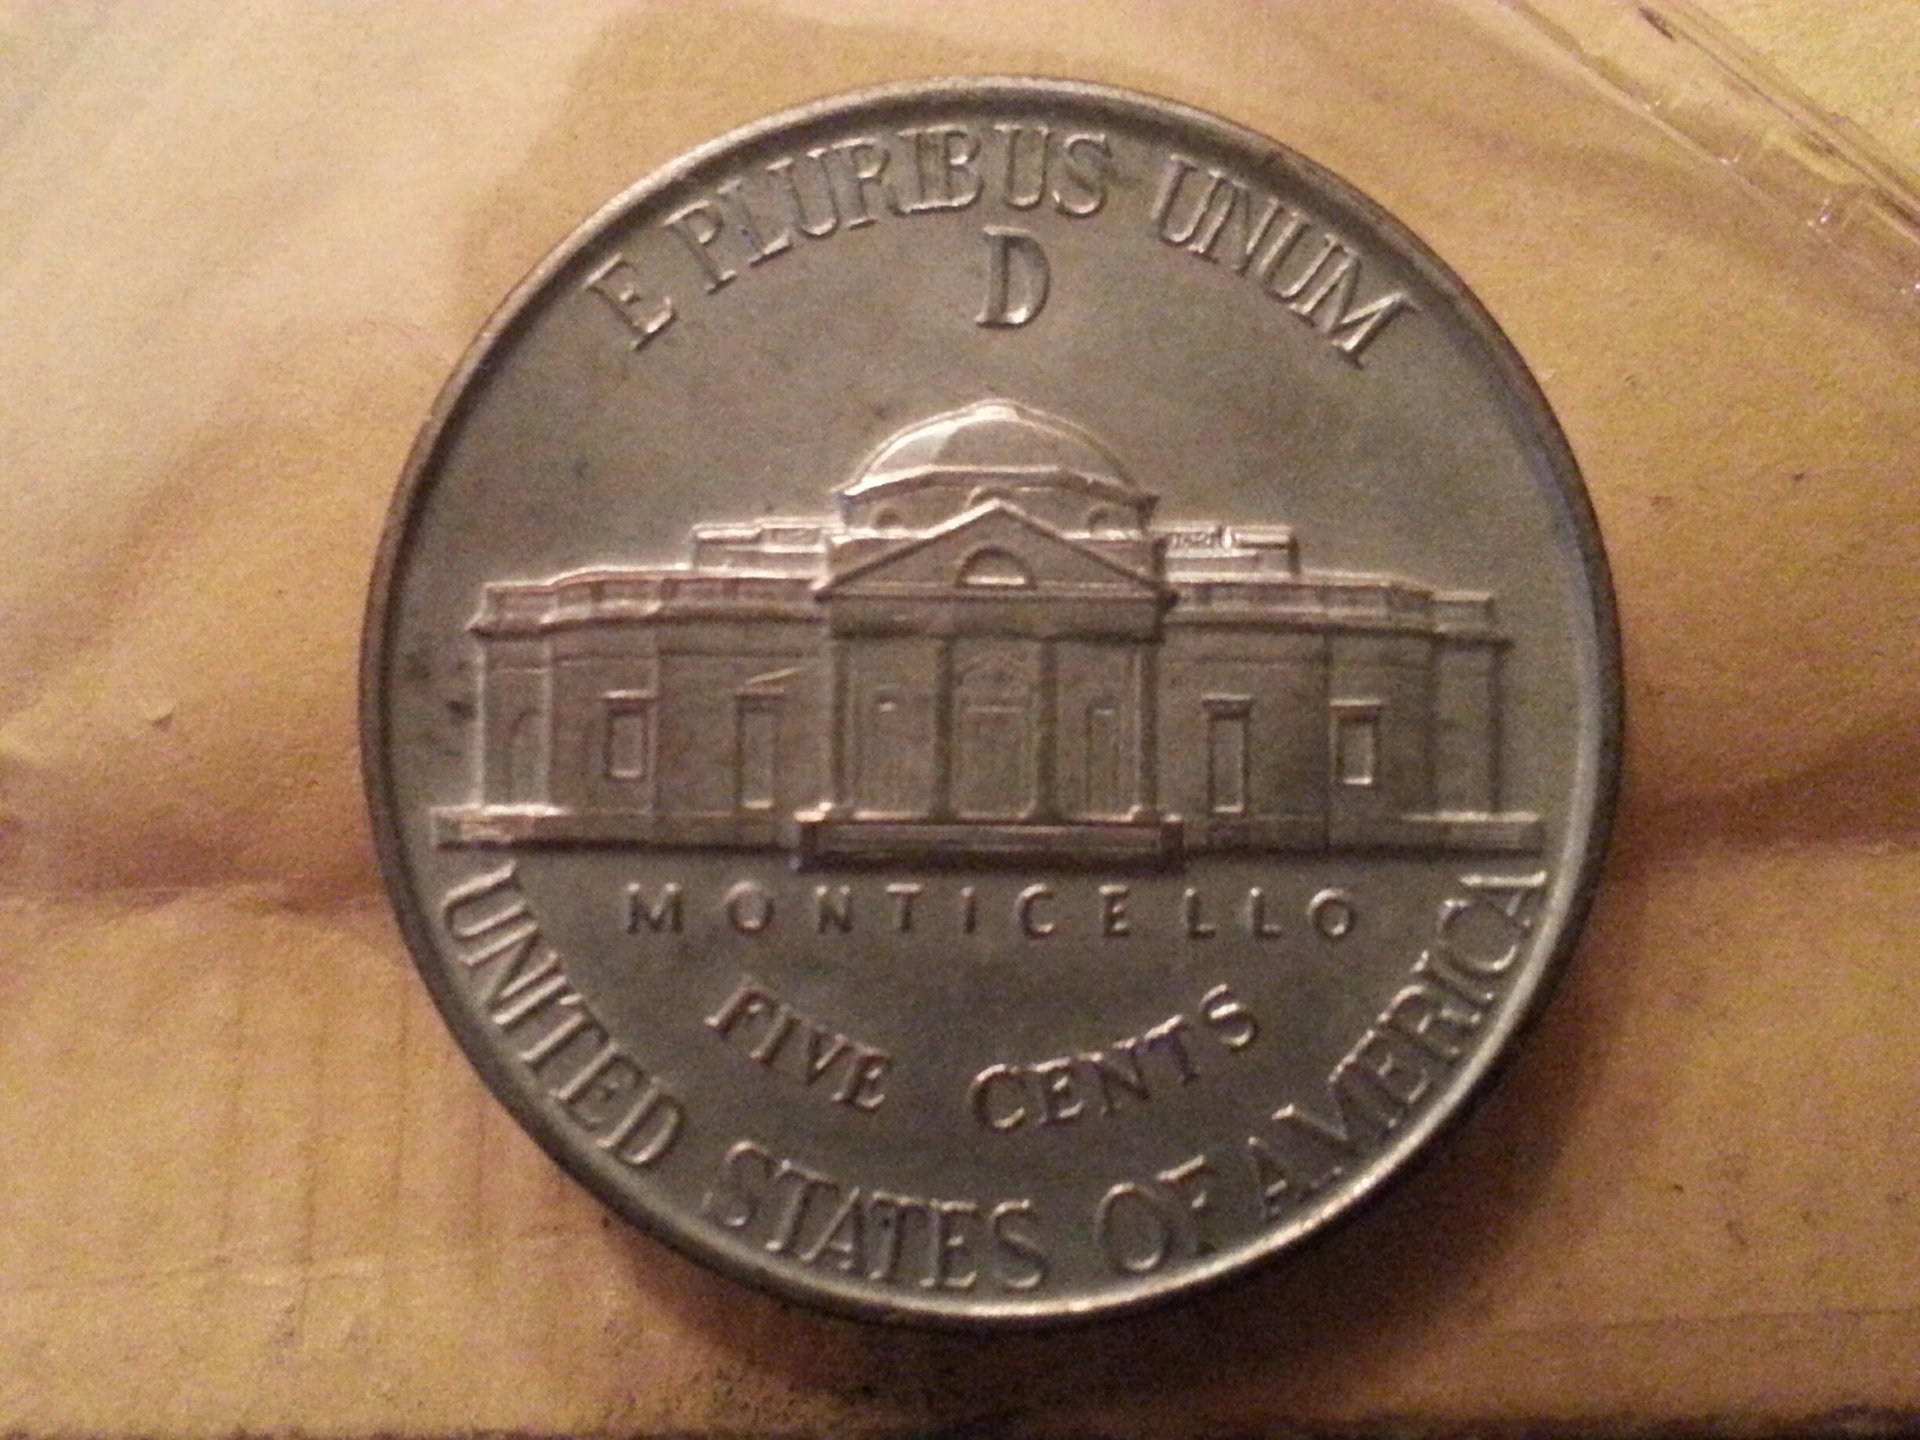 E PLURIBUS UNUM
D
MONTICELLO
FIVE CENTS
UNITED STATES OF AMERICA